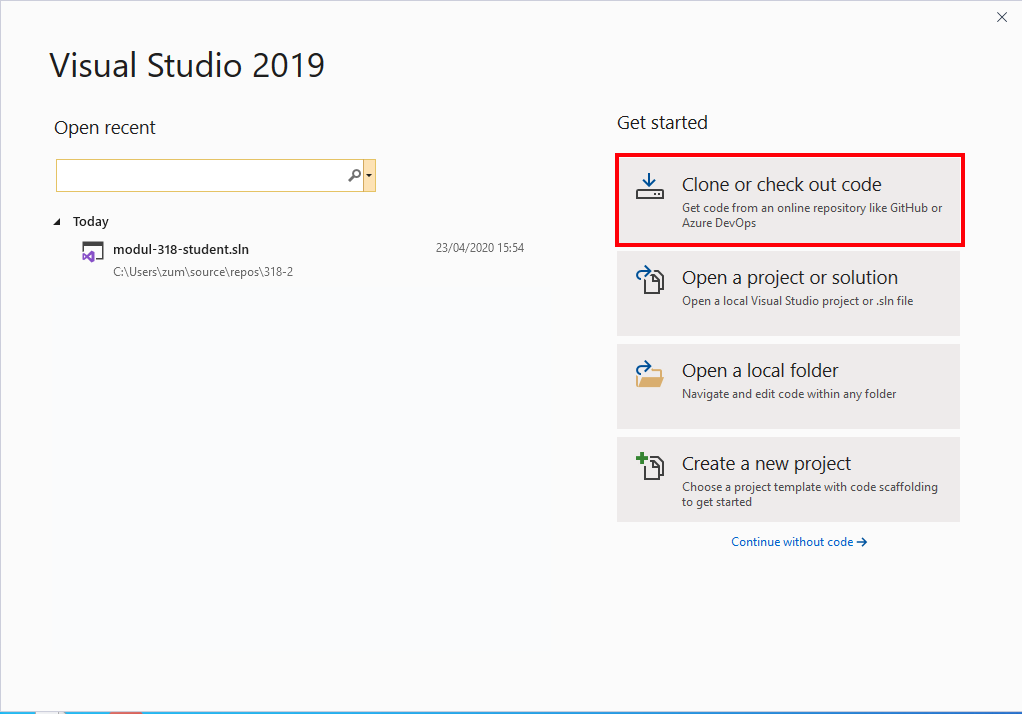 Visual Studio 2019
Open recent
Today
modul-318-student.sln
23/04/2020 15:54
C:\Users\zum\source\repos\318-2
Get started
Clone or check out code
Get code from an online repository like GitHub or
Azure DevOps
Open a project or solution
Open a local Visual Studio project or .sln file
Open a local folder
Navigate and edit code within any folder
Create a new project
Choose a project template with code scaffolding
to get started
Continue without code